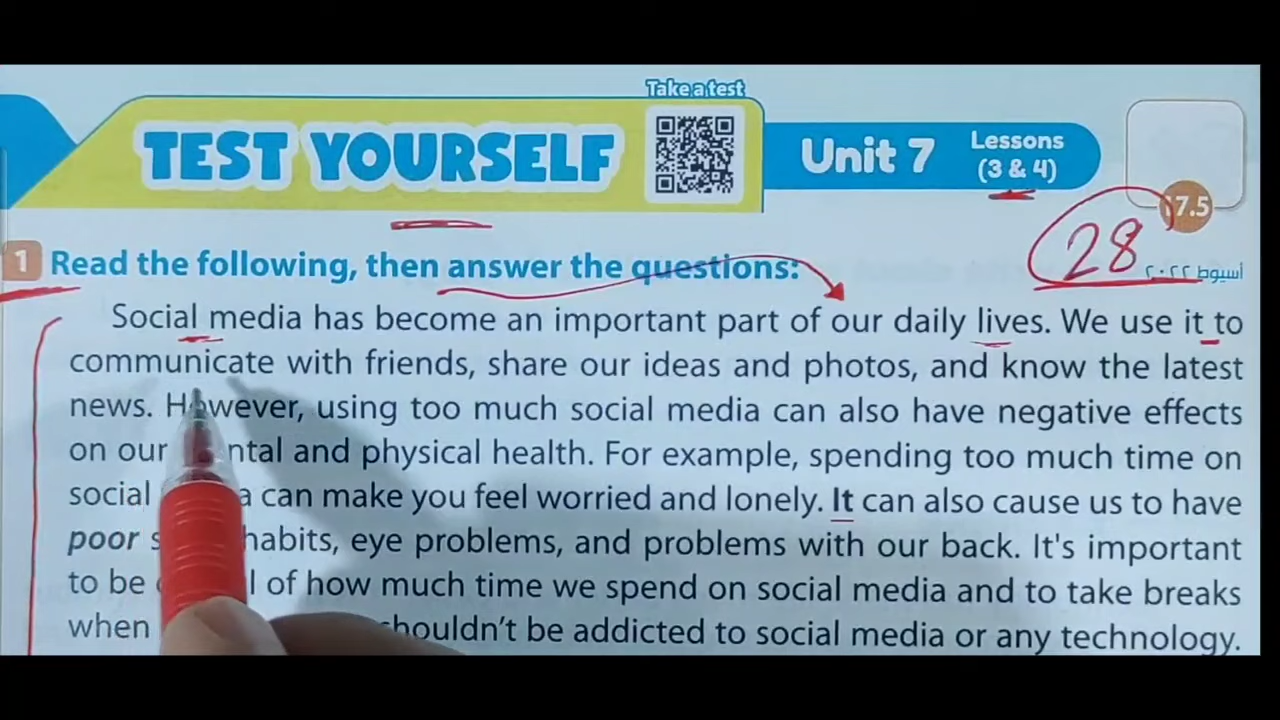 Take a test
TEST YOURSELF
Unit 7
Lessons
(3 & 4)
17.5
28
أسيوط ٢٠٢٢
1 Read the following, then answer the questions:
Social media has become an important part of our daily lives. We use it to
communicate with friends, share our ideas and photos, and know the latest
news. However, using too much social media can also have negative effects
on our and physical health. For example, spending too much time on
social can make you feel worried and lonely. It can also cause us to have
poor habits, eye problems, and problems with our back. It's important
to be of how much time we spend on social media and to take breaks
when shouldn't be addicted to social media or any technology.